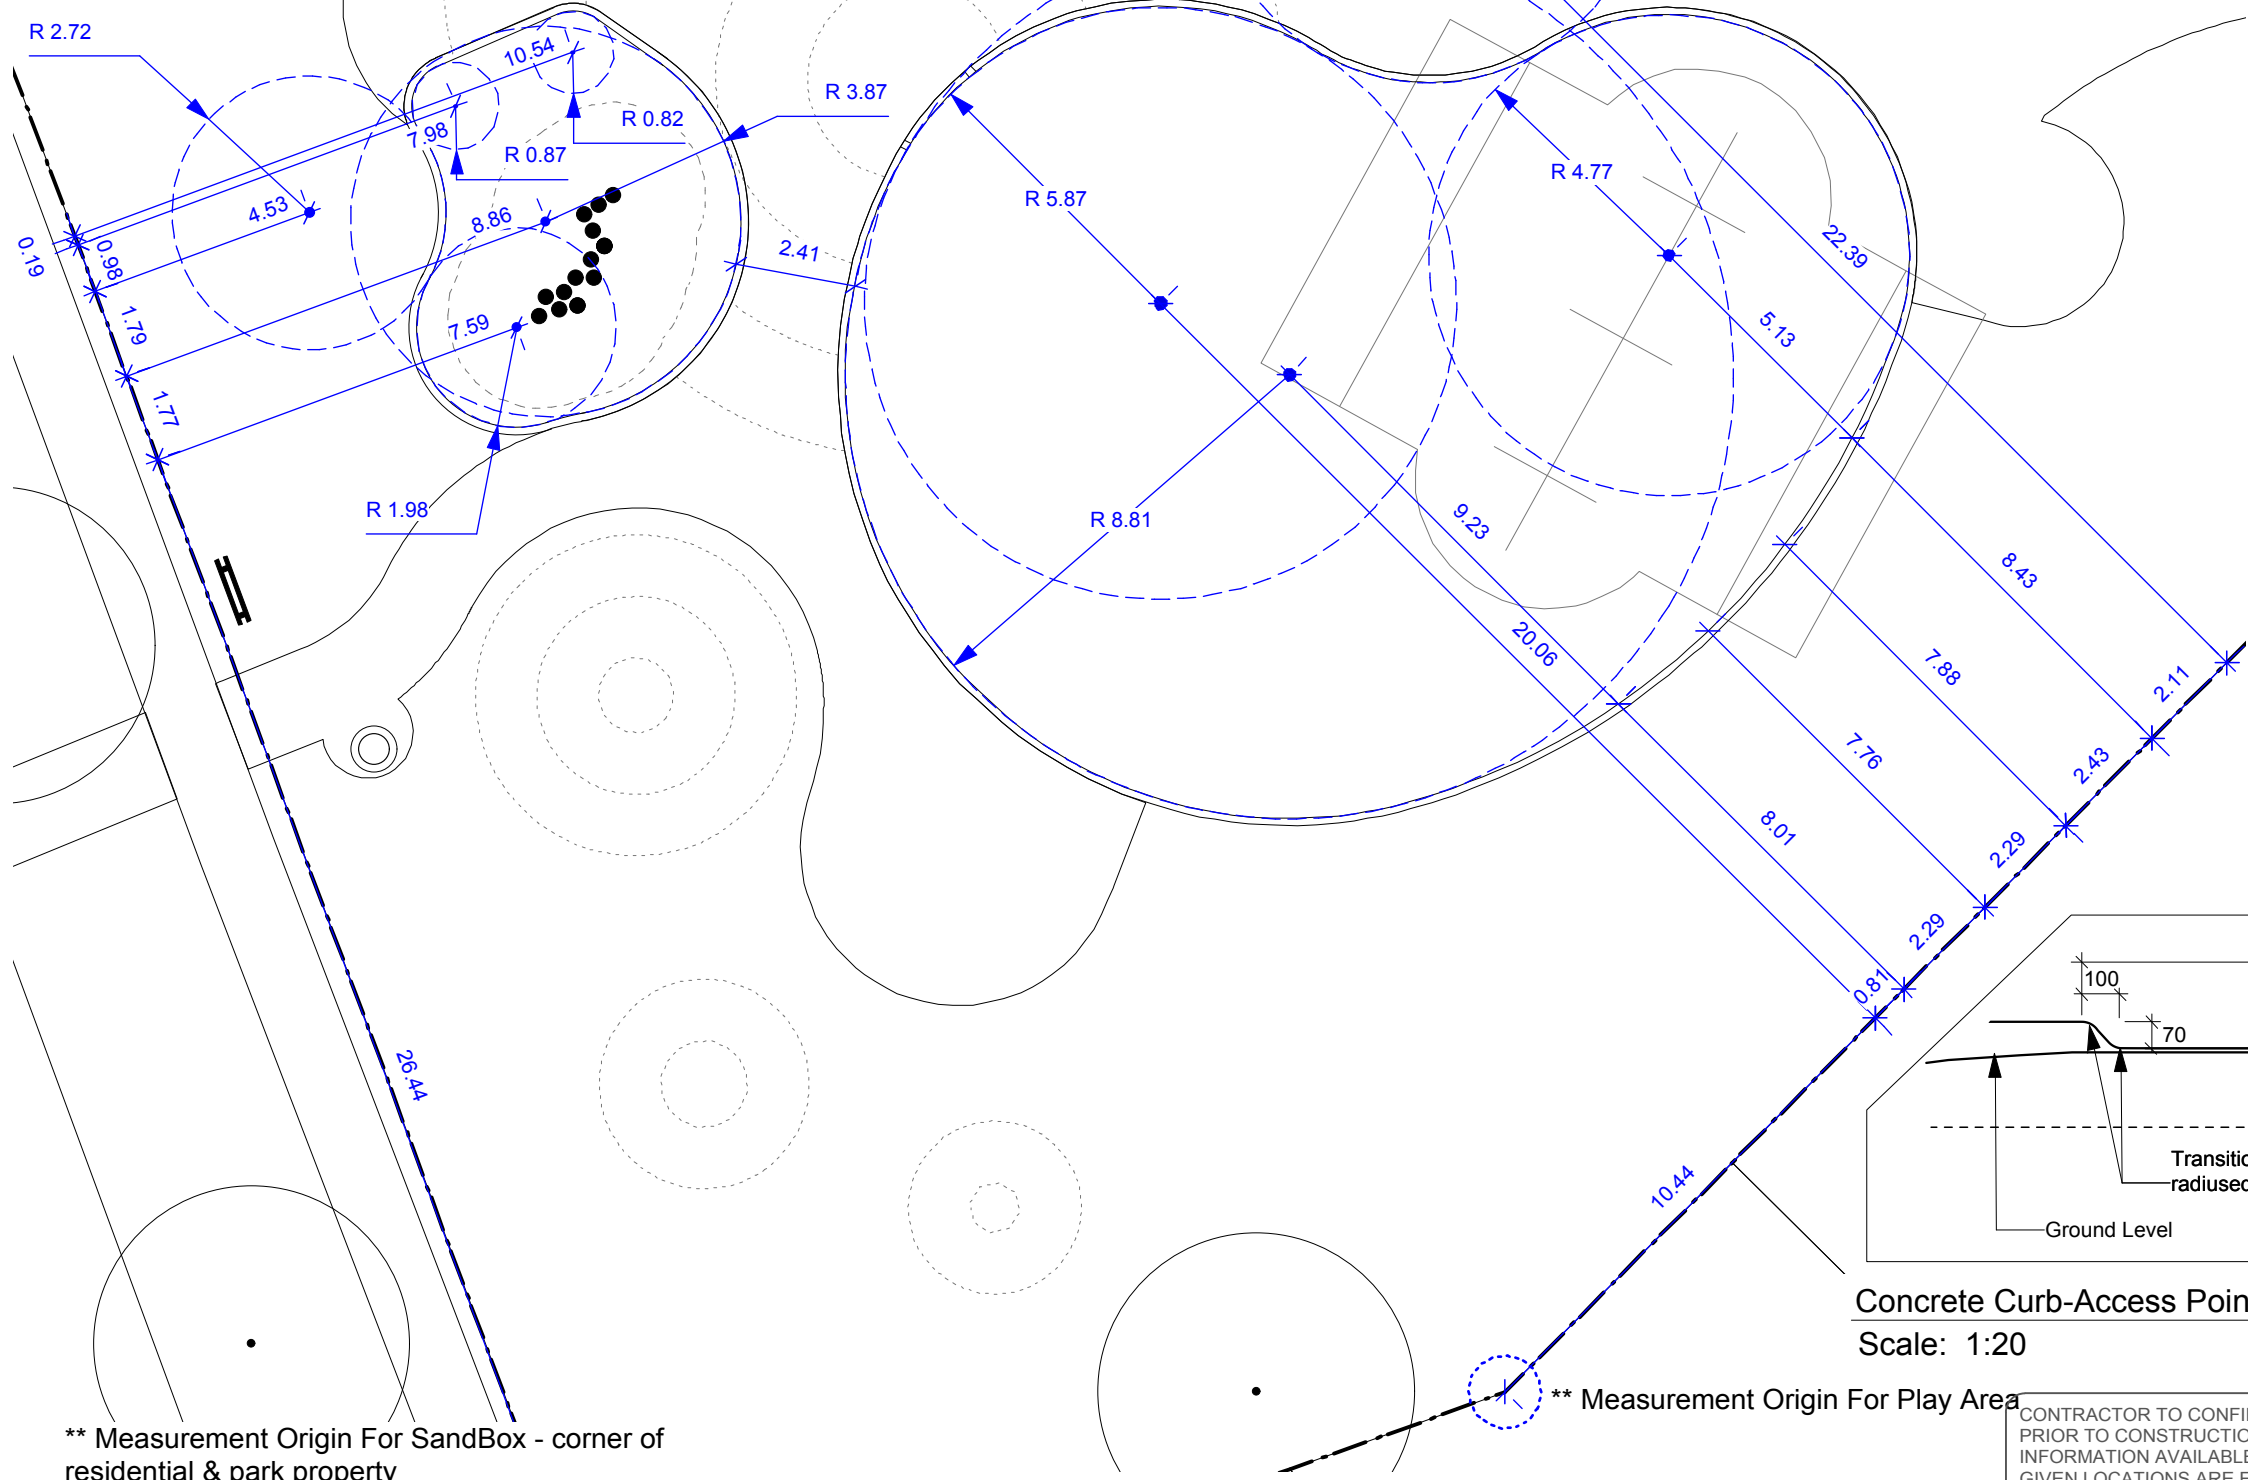 R 2.72
10.54
R 3.87
R 0.82
7.98
R 0.87
R 4.77
R 5.87
4.53
8.86
0.19
0.98
2.41
22.39
1.79
7.59
5.13
1.77
R 1.98
R 8.81
9.23
8.43
20.06
7.88
2.11
7.76
2.43
8.01
2.29
2.29
0.81
100
70
26.44
10.44
radiused
Ground Level
Concrete Curb-Access
Scale: 1:20
** Measurement Origin For Play Area
** Measurement Origin For SandBox - corner of
residential & park property
CONTRACTOR TO
PRIOR TO
INFORMATION AVAILABLE
GIVEN LOCATIONS ARE